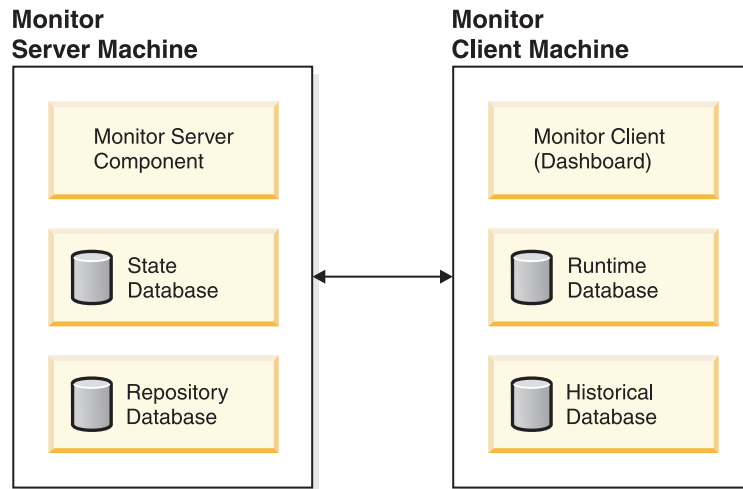 Monitor
Server Machine
Monitor Server
Component
State
Database
Repository
Database
Monitor
Client Machine
Monitor Client
(Dashboard)
Runtime
Database
Historical
Database